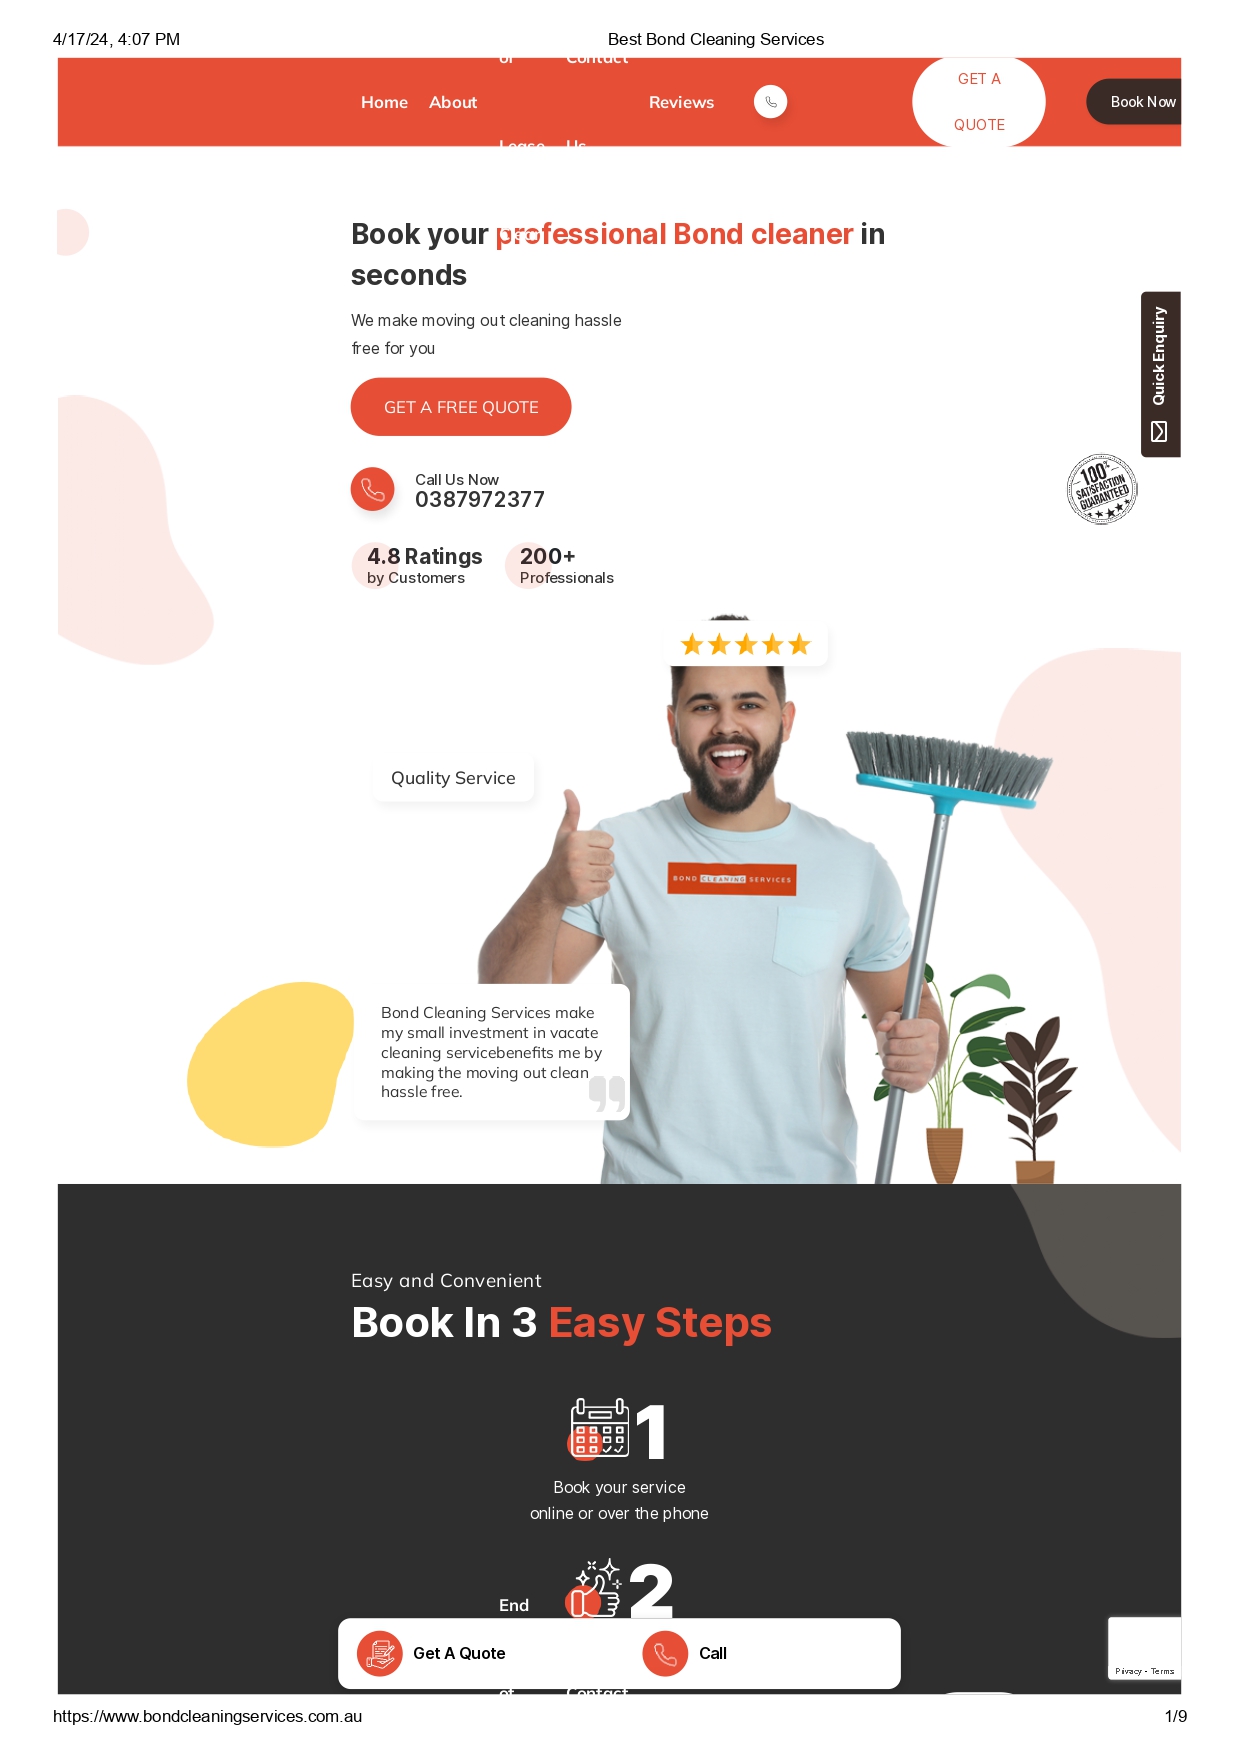 4/17/24, 4:07 PM
Best Bond Cleaning Services
of
Contact
Home
About
Reviews
GET A
QUOTE
Book Now
Lease
Us
Clean
Book your professional Bond cleaner in
seconds
We make moving out cleaning hassle
free for you
GET A FREE QUOTE
Quick Enquiry
Call Us Now
0387972377
100%
SATISFACTION
GUARANTEED
4.8 Ratings
by Customers
200+
Professionals
Quality Service
BOND CLEANING SERVICES
Bond Cleaning Services make
my small investment in vacate
cleaning servicebenefits me by
making the moving out clean
hassle free.
Easy and Convenient
Book In 3 Easy Steps
1
Book your service
online or over the phone
2
End
Get A Quote
Call
Privacy - Terms
of
Contact
https://www.bondcleaningservices.com.au
1/9